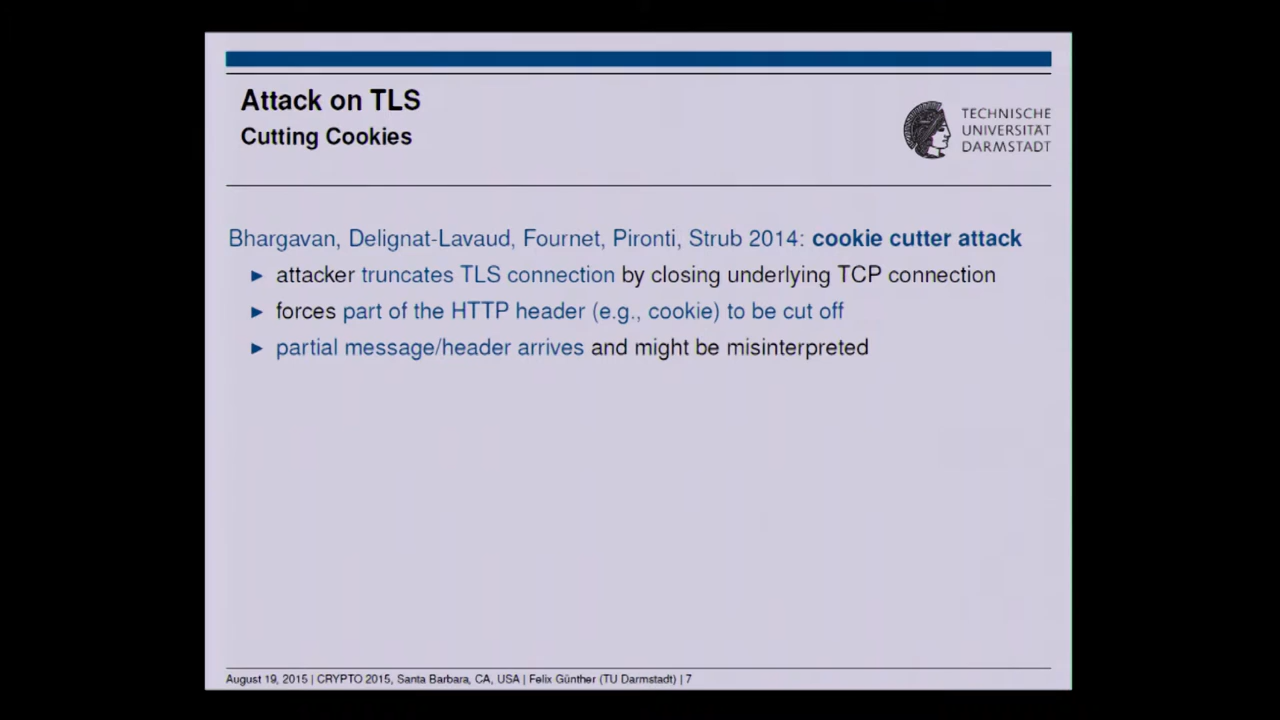 Attack on TLS
Cutting Cookies
TECHNISCHE
UNIVERSITÄT
DARMSTADT
Bhargavan, Delignat-Lavaud, Fournet, Pironti, Strub 2014: cookie cutter attack
▶ attacker truncates TLS connection by closing underlying TCP connection
▶ forces part of the HTTP header (e.g., cookie) to be cut off
▶ partial message/header arrives and might be misinterpreted
August 19, 2015 | CRYPTO 2015, Santa Barbara, CA, USA | Felix Günther (TU Darmstadt) | 7